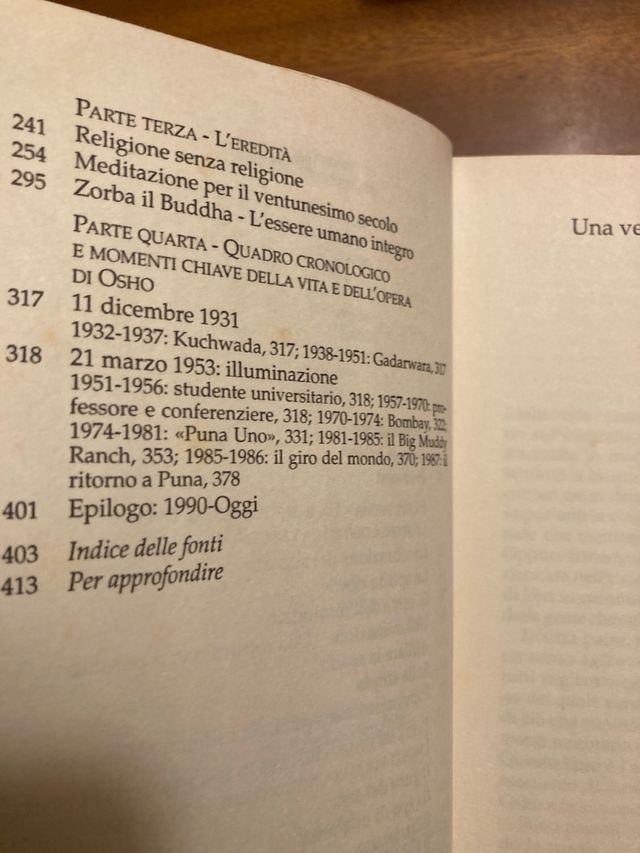 PARTE TERZA - L'EREDITÀ
241 Religione senza religione
254 Meditazione per il ventunesimo secolo
295 Zorba il Buddha - L'essere umano integro
PARTE QUARTA - QUADRO CRONOLOGICO
E MOMENTI CHIAVE DELLA VITA E DELL'OPERA
DI OSHO
317 11 dicembre 1931
1932-1937: Kuchwada, 317; 1938-1951: Gadarwara, 317
318 21 marzo 1953: illuminazione
1951-1956: studente universitario, 318; 1957-1970: pro-
fessore e conferenziere, 318; 1970-1974: Bombay, 322;
1974-1981: «Puna Uno», 331; 1981-1985: il Big Muddy
Ranch, 353; 1985-1986: il giro del mondo, 370; 1987: il
ritorno a Puna, 378
401 Epilogo: 1990-Oggi
403 Indice delle fonti
413 Per approfondire
Una ve